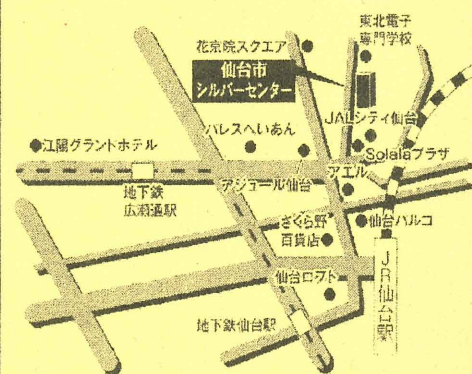 東北電子
専門学校
花京院スクエア
仙台市
シルバーセンター
JALシティ仙台
パレスへいあん
江陽グランドホテル
Solalaプラザ
アジュール仙台
アエル
地下鉄
広瀬通駅
さくら野
百貨店
仙台パルコ
仙台ロフト
JR仙台駅
地下鉄仙台駅